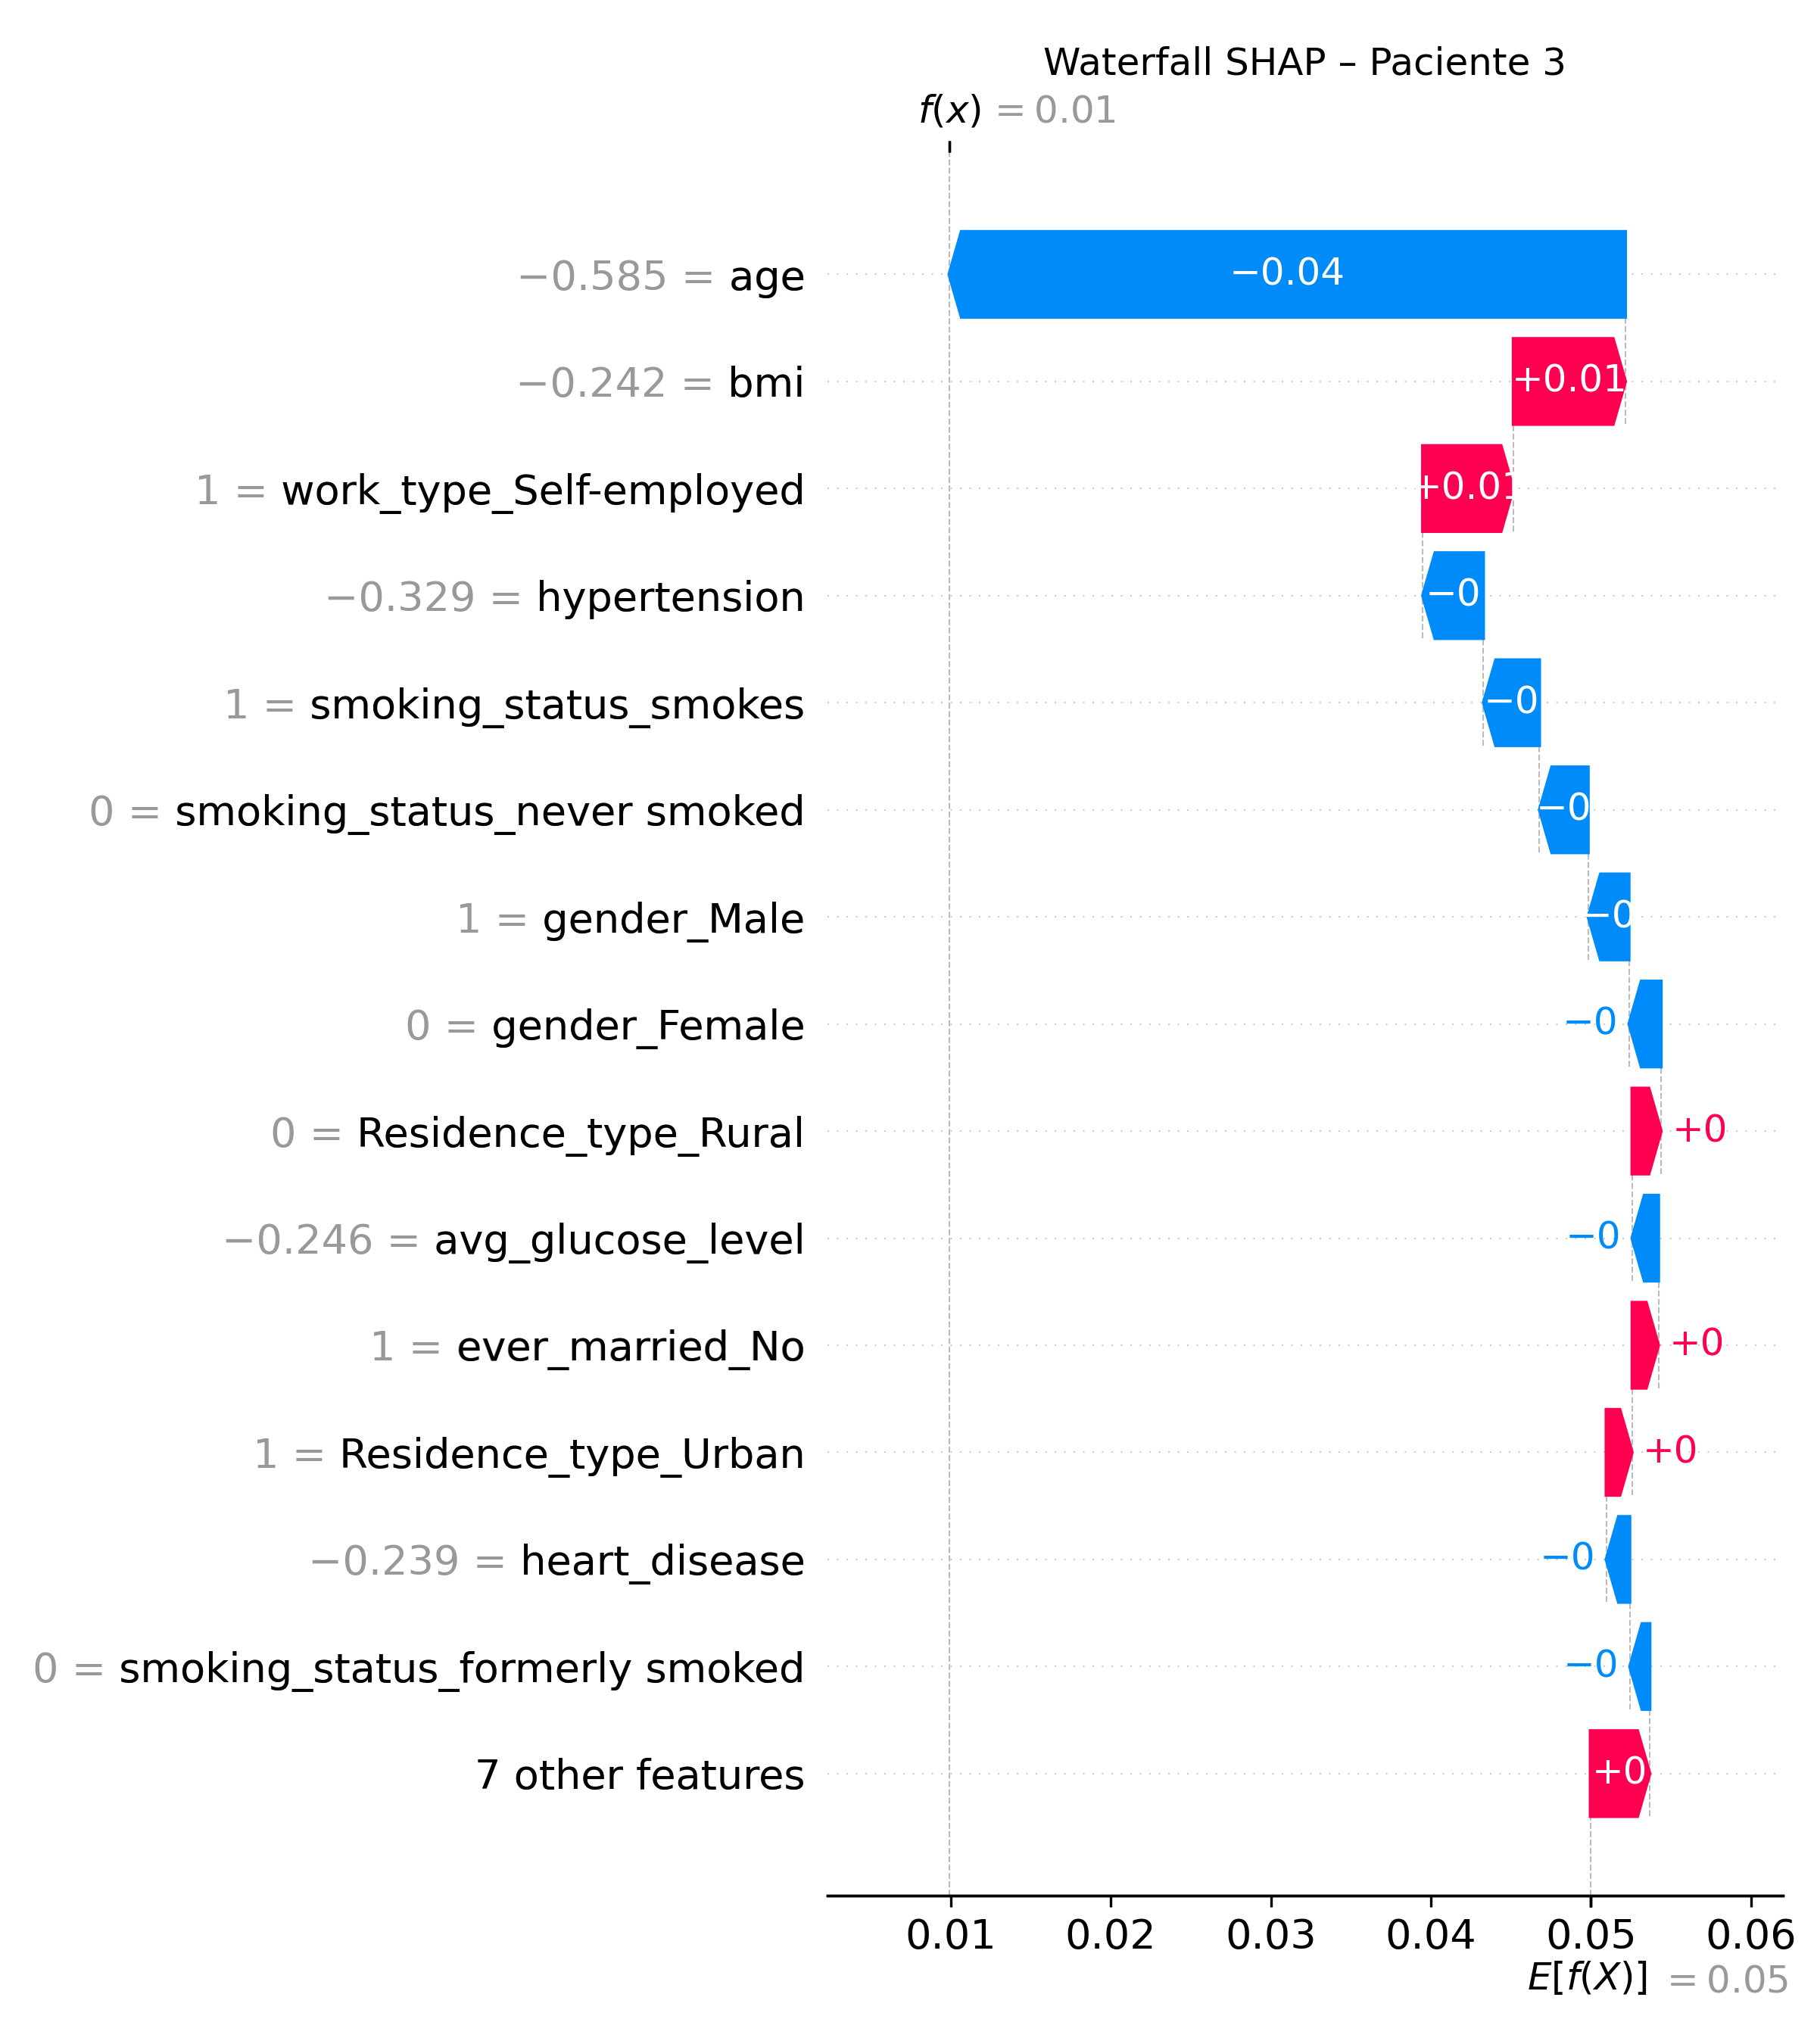 Waterfall SHAP – Paciente 3
f(x) = 0.01
−0.585 = age −0.04
−0.242 = bmi +0.01
1 = work_type_Self-employed +0.01
−0.329 = hypertension −0
1 = smoking_status_smokes −0
0 = smoking_status_never smoked −0
1 = gender_Male −0
0 = gender_Female −0
0 = Residence_type_Rural +0
−0.246 = avg_glucose_level −0
1 = ever_married_No +0
1 = Residence_type_Urban +0
−0.239 = heart_disease −0
0 = smoking_status_formerly smoked −0
7 other features +0
0.01 0.02 0.03 0.04 0.05 0.06
E[f(X)] = 0.05